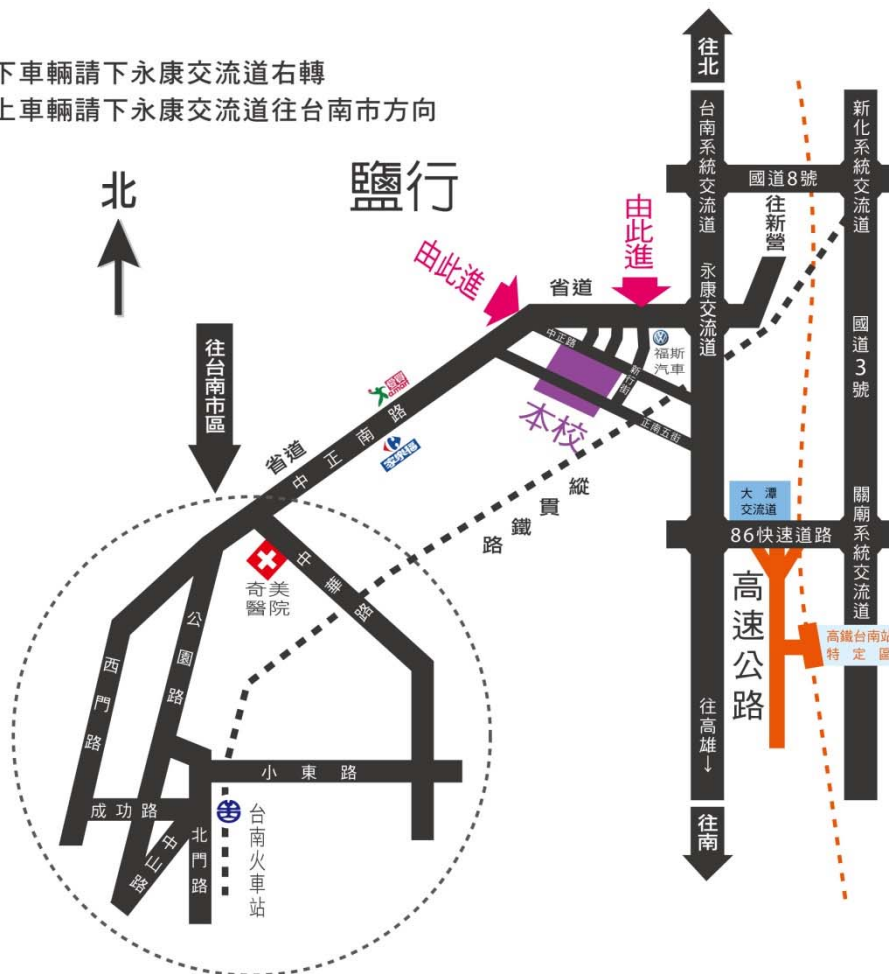 下車輛請下永康交流道右轉
上車輛請下永康交流道往台南市方向
往北
北
鹽行
台南系統交流道
新化系統交流道
國道8號
往新營
由此進
由此進
省道
永康交流道
國道3號
中正路
福斯
汽車
新行街
往台南市區
愛買
a.mart
本校
正南五街
家樂福
省道
中正南路
縱貫鐵路
大潭
交流道
86快速道路
關廟系統交流道
奇美
醫院
中華路
高速公路
高鐵台南站
特定區
公園路
西門路
往高雄↓
小東路
成功路
中山路
北門路
台南火車站
往南